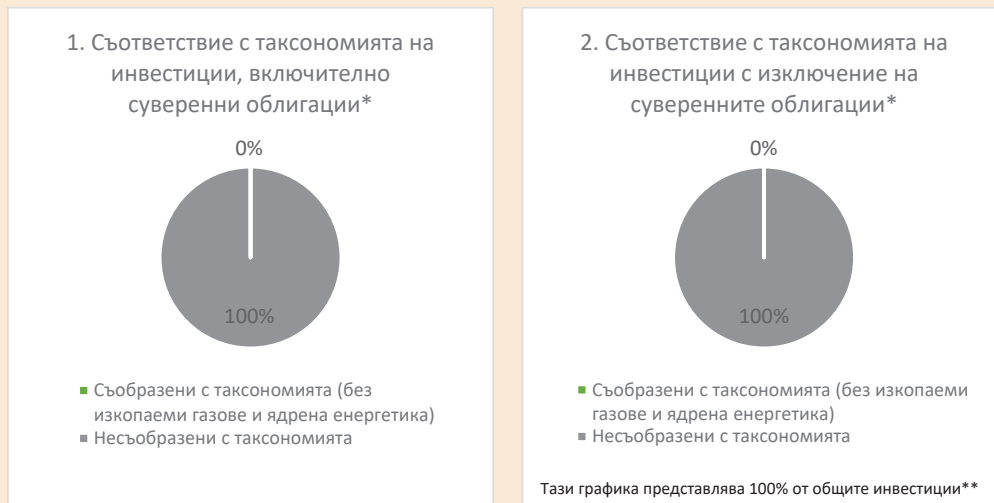 1. Съответствие с таксономията на
инвестиции, включително
суверенни облигации*
0%
100%
Съобразени с таксономията (без
изкопаеми газове и ядрена енергетика)
Несъобразени с таксономията
2. Съответствие с таксономията на
инвестиции с изключение на
суверенните облигации*
0%
100%
Съобразени с таксономията (без изкопаеми
газове и ядрена енергетика)
Несъобразени с таксономията
Тази графика представлява 100% от общите инвестиции**